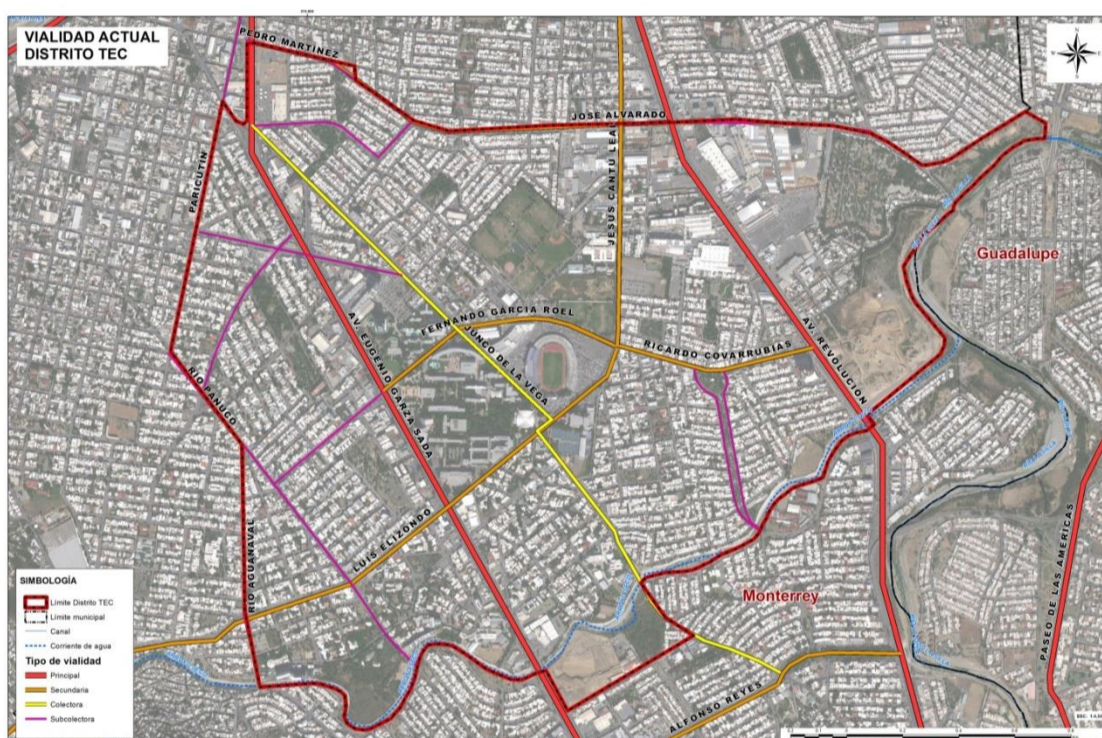 VIALIDAD ACTUAL
DISTRITO TEC
PEDRO MARTÍNEZ
JOSE ALVARADO
PARICUTIN
JESUS CANTU LEAL
Guadalupe
FERNANDO GARCIA ROEL
RICARDO COVARRUBIAS
AV. EUGENIO GARZA SADA
JUNCO DE LA VEGA
AV. REVOLUCION
RIO PANUCO
LUIS ELIZONDO
RIO AGUANAVAL
PASEO DE LAS AMERICAS
Monterrey
ALFONSO REYES
SIMBOLOGÍA
Límite Distrito TEC
Límite municipal
Canal
Corriente de agua
Tipo de vialidad
Principal
Secundaria
Colectora
Subcolectora